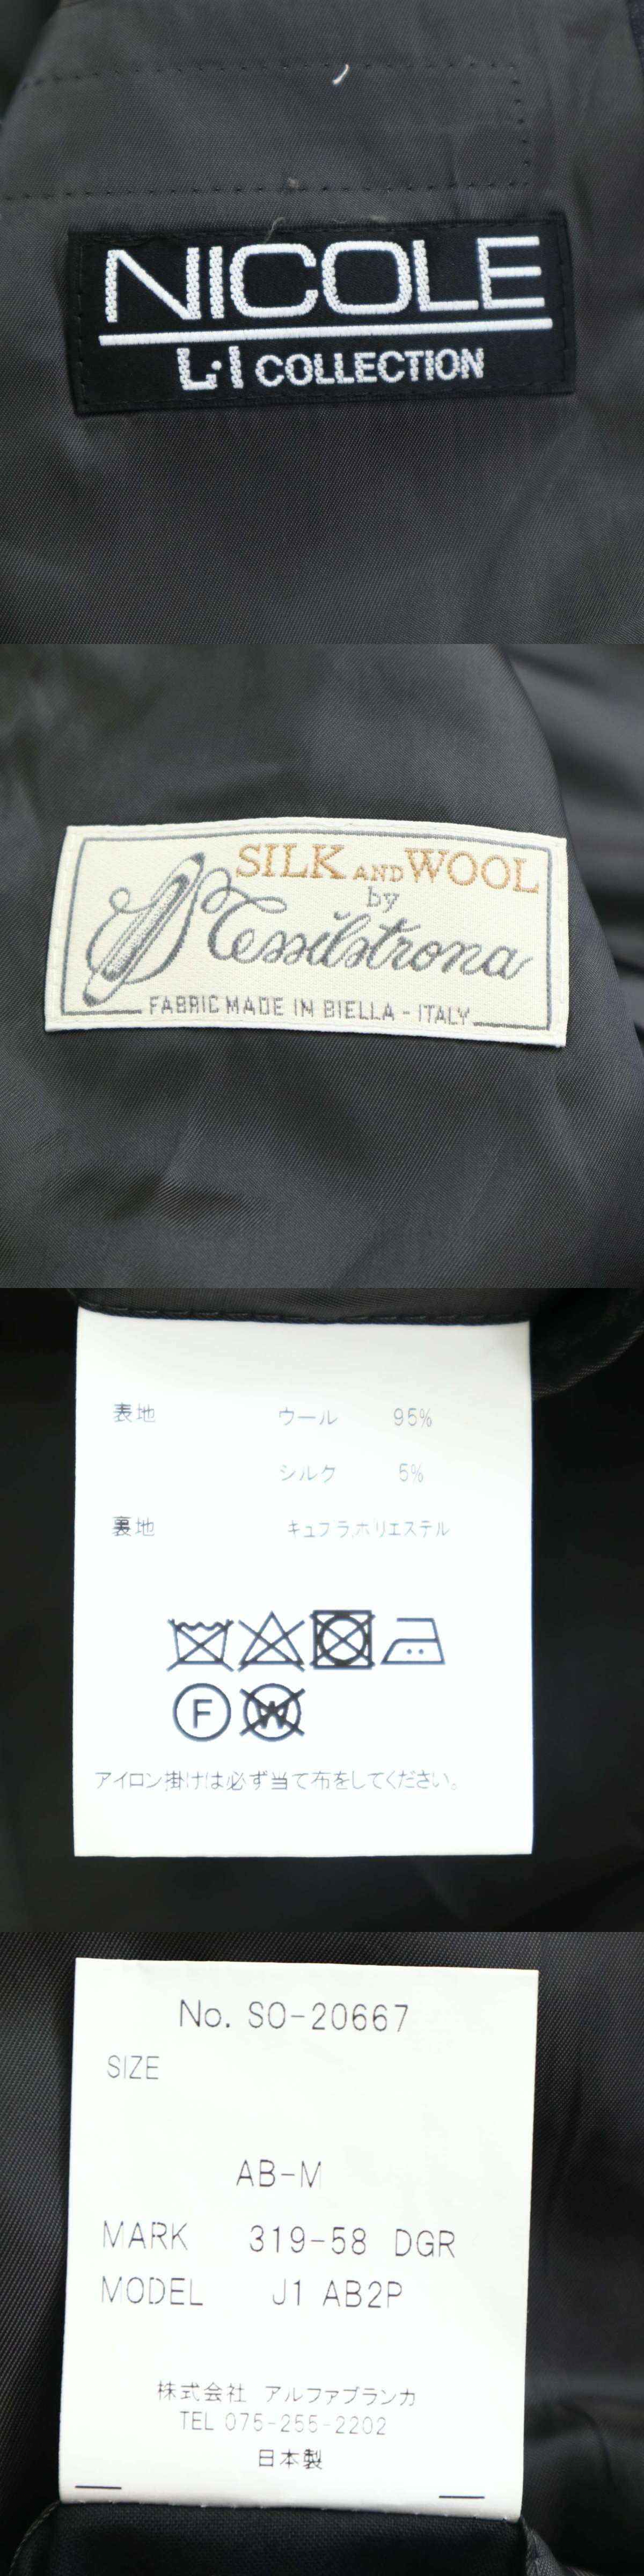 NICOLE
L・I COLLECTION
SILK AND WOOL
by
Tessilstrona
FABRIC MADE IN BIELLA - ITALY
表地 ウール 95%
シルク 5%
裏地 キュプラ,ポリエステル
F W
アイロン掛けは必ず当て布をしてください。
No. SO-20667
SIZE
AB-M
MARK 319-58 DGR
MODEL J1 AB2P
株式会社 アルファブランカ
TEL 075-255-2202
日本製